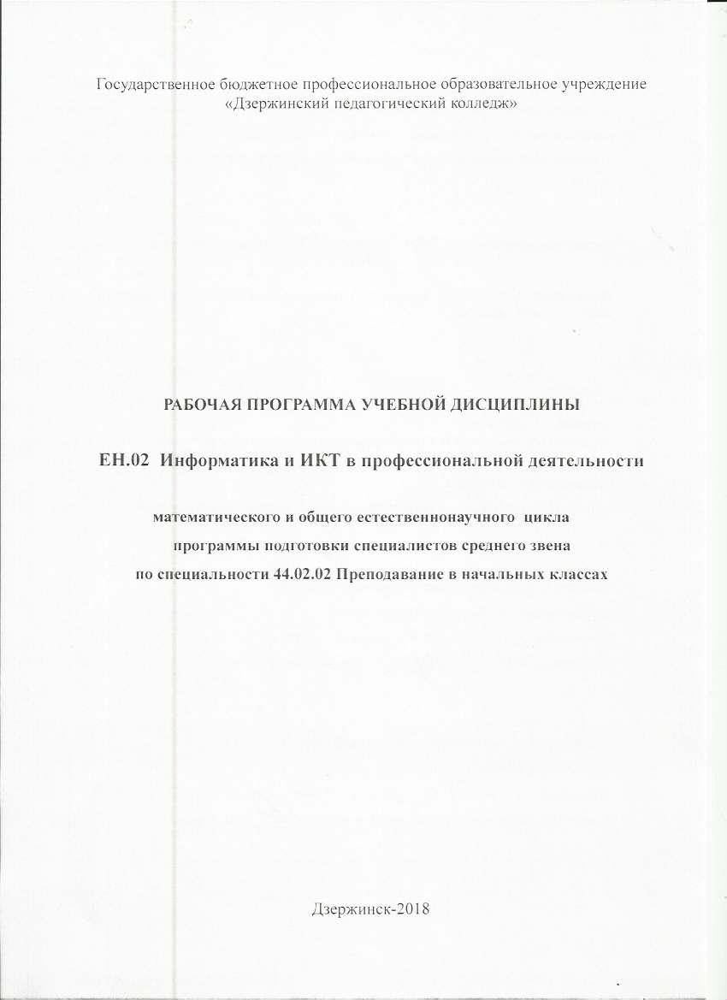 Государственное бюджетное профессиональное образовательное учреждение
«Дзержинский педагогический колледж»
РАБОЧАЯ ПРОГРАММА УЧЕБНОЙ ДИСЦИПЛИНЫ
ЕН.02 Информатика и ИКТ в профессиональной деятельности
математического и общего естественнонаучного цикла
программы подготовки специалистов среднего звена
по специальности 44.02.02 Преподавание в начальных классах
Дзержинск-2018